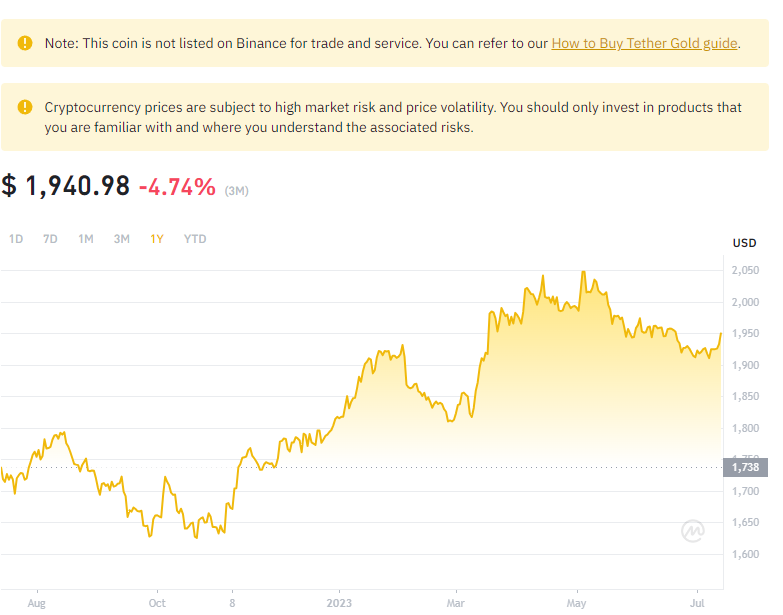 Note: This coin is not listed on Binance for trade and service. You can refer to our How to Buy Tether Gold guide.
Cryptocurrency prices are subject to high market risk and price volatility. You should only invest in products that
you are familiar with and where you understand the associated risks.
$ 1,940.98 -4.74% (3M)
1D 7D 1M 3M 1Y YTD
USD
2,050
2,000
1,950
1,900
1,850
1,800
1,750
1,738
1,700
1,650
1,600
Aug Oct 8 2023 Mar May Jul